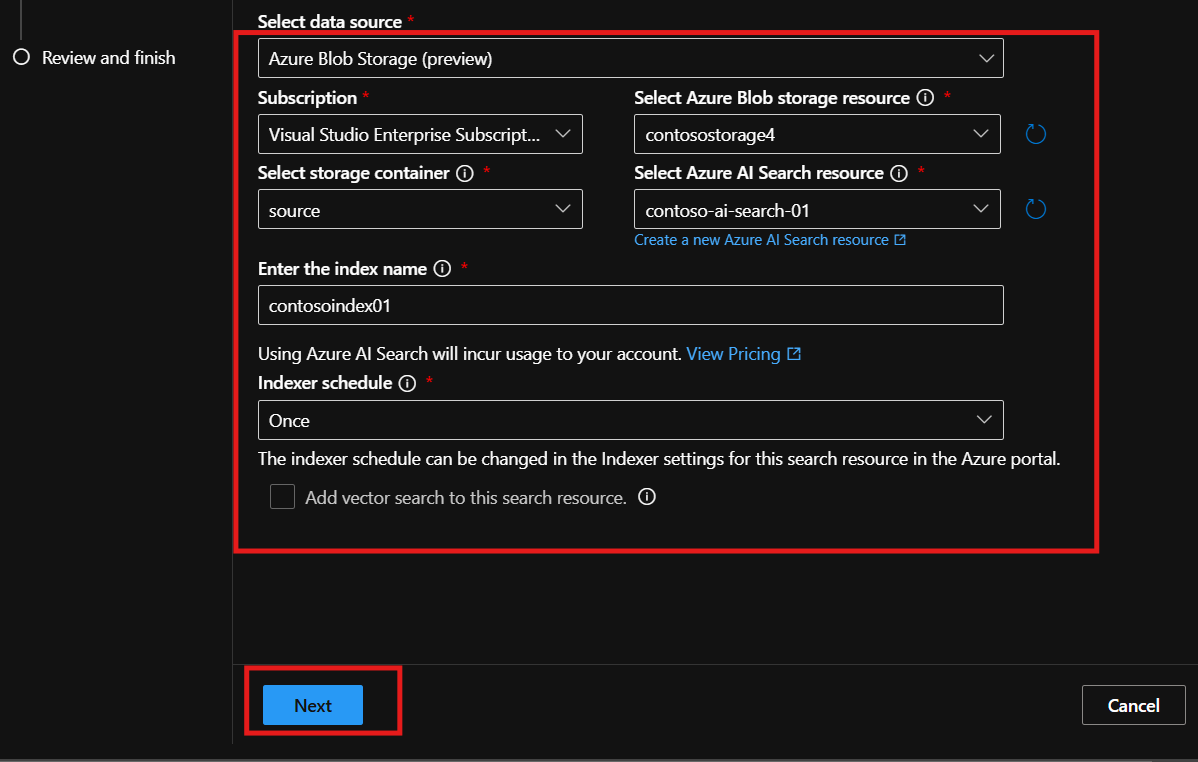 Select data source *
Review and finish
Azure Blob Storage (preview)
Subscription *
Select Azure Blob storage resource *
Visual Studio Enterprise Subscript...
contosostorage4
Select storage container *
Select Azure AI Search resource *
source
contoso-ai-search-01
Create a new Azure AI Search resource
Enter the index name *
contosoindex01
Using Azure AI Search will incur usage to your account. View Pricing
Indexer schedule *
Once
The indexer schedule can be changed in the Indexer settings for this search resource in the Azure portal.
Add vector search to this search resource.
Next
Cancel